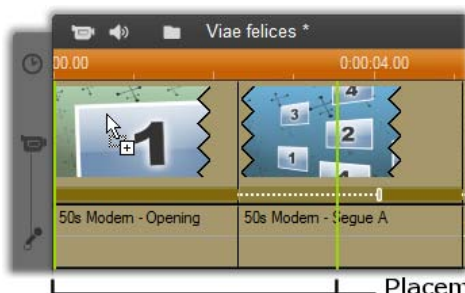 Viae felices *
00.00 0:00:04.00
1 3 4 2 1 4
50s Modern - Opening 50s Modern - Segue A
Placem